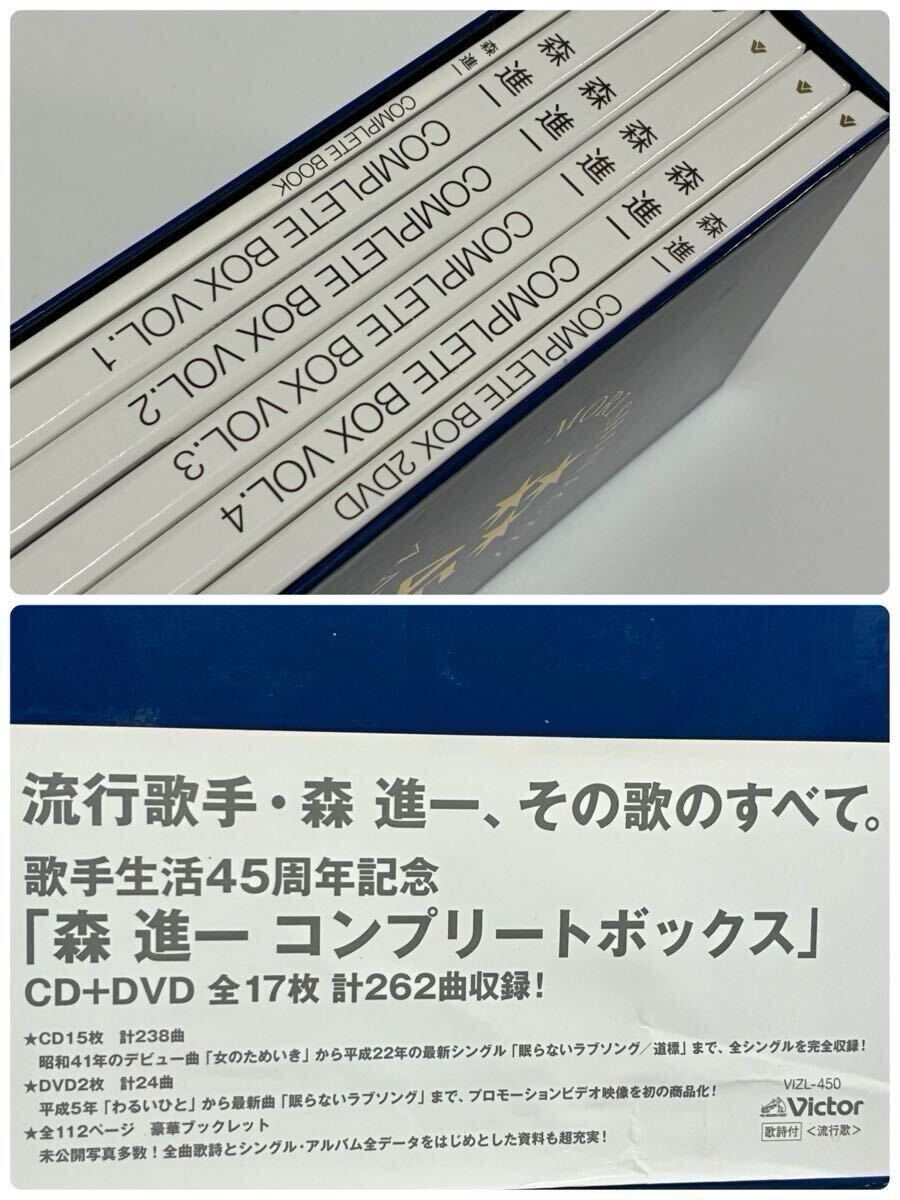 森 進一 COMPLETE BOOK
森 進一 COMPLETE BOX VOL.1
森 進一 COMPLETE BOX VOL.2
森 進一 COMPLETE BOX VOL.3
森 進一 COMPLETE BOX VOL.4
森 進一 COMPLETE BOX 2DVD
流行歌手・森 進一、その歌のすべて。
歌手生活45周年記念
「森 進一 コンプリートボックス」
CD+DVD 全17枚 計262曲収録！
★CD15枚 計238曲
昭和41年のデビュー曲「女のためいき」から平成22年の最新シングル「眠らないラブソング／道標」まで、全シングルを完全収録！
★DVD2枚 計24曲
平成5年「わるいひと」から最新曲「眠らないラブソング」まで、プロモーションビデオ映像を初の商品化！
★全112ページ 豪華ブックレット
未公開写真多数！全曲歌詩とシングル・アルバム全データをはじめとした資料も超充実！
VIZL-450
Victor
歌詩付 <流行歌>